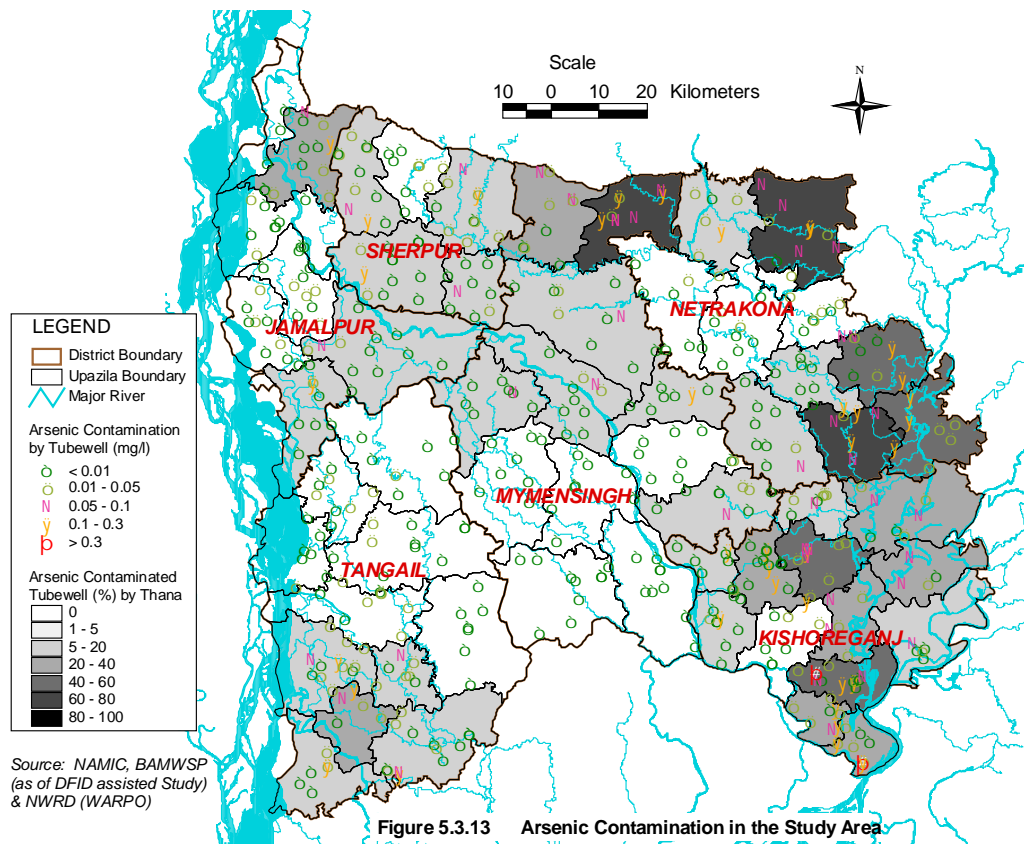 Scale
10 0 10 20 Kilometers
N
SHERPUR
JAMALPUR
NETRAKONA
MYMENSINGH
TANGAIL
KISHOREGANJ
LEGEND
District Boundary
Upazila Boundary
Major River
Arsenic Contamination
by Tubewell (mg/l)
< 0.01
0.01 - 0.05
N 0.05 - 0.1
ÿ 0.1 - 0.3
> 0.3
Arsenic Contaminated
Tubewell (%) by Thana
0
1 - 5
5 - 20
20 - 40
40 - 60
60 - 80
80 - 100
Source: NAMIC, BAMWSP
(as of DFID assisted Study)
& NWRD (WARPO)
Figure 5.3.13 Arsenic Contamination in the Study Area